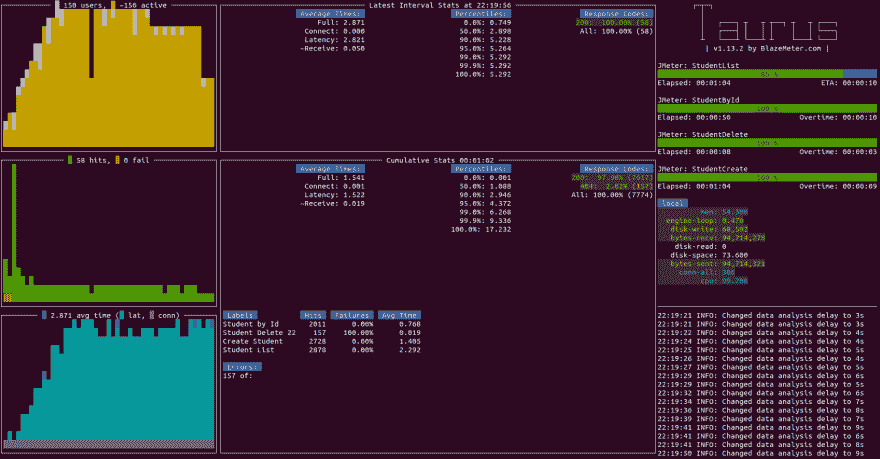 150 users, ~150 active
Latest Interval Stats at 22:19:56
Average Times: Percentiles: Response Codes:
Full: 2.871 0.0%: 0.749 200: 100.00% (58)
Connect: 0.000 50.0%: 2.898 All: 100.00% (58)
Latency: 2.821 90.0%: 5.228
~Receive: 0.050 95.0%: 5.264
99.0%: 5.292
99.9%: 5.292
100.0%: 5.292
Taurus
| v1.13.2 by BlazeMeter.com |
JMeter: StudentList
65 %
Elapsed: 00:01:04 ETA: 00:00:10
JMeter: StudentById
100 %
Elapsed: 00:00:50 Overtime: 00:00:10
JMeter: StudentDelete
100 %
Elapsed: 00:00:08 Overtime: 00:00:03
JMeter: StudentCreate
100 %
Elapsed: 00:01:04 Overtime: 00:00:09
58 hits, 0 fail
Cumulative Stats 00:01:02
Average Times: Percentiles: Response Codes:
Full: 1.541 0.0%: 0.001 200: 97.98% (7617)
Connect: 0.001 50.0%: 1.088 404: 2.02% (157)
Latency: 1.522 90.0%: 2.946 All: 100.00% (7774)
~Receive: 0.019 95.0%: 4.372
99.0%: 6.268
99.9%: 9.336
100.0%: 17.232
local
mem: 54.300
engine-loop: 0.476
disk-write:
bytes-recv:
disk-read: 0
disk-space: 73.600
bytes-sent:
conn-all:
cpu:
2.871 avg time ( lat, conn)
Labels Hits Failures Avg Time
Student by Id 2011 0.00% 0.768
Student Delete 22 157 100.00% 0.019
Create Student 2728 0.00% 1.405
Student List 2878 0.00% 2.292
Errors:
157 of:
22:19:21 INFO: Changed data analysis delay to 3s
22:19:21 INFO: Changed data analysis delay to 3s
22:19:22 INFO: Changed data analysis delay to 4s
22:19:24 INFO: Changed data analysis delay to 4s
22:19:25 INFO: Changed data analysis delay to 5s
22:19:26 INFO: Changed data analysis delay to 4s
22:19:27 INFO: Changed data analysis delay to 5s
22:19:29 INFO: Changed data analysis delay to 6s
22:19:32 INFO: Changed data analysis delay to 5s
22:19:32 INFO: Changed data analysis delay to 6s
22:19:34 INFO: Changed data analysis delay to 7s
22:19:36 INFO: Changed data analysis delay to 8s
22:19:39 INFO: Changed data analysis delay to 7s
22:19:41 INFO: Changed data analysis delay to 9s
22:19:41 INFO: Changed data analysis delay to 6s
22:19:41 INFO: Changed data analysis delay to 8s
22:19:50 INFO: Changed data analysis delay to 9s